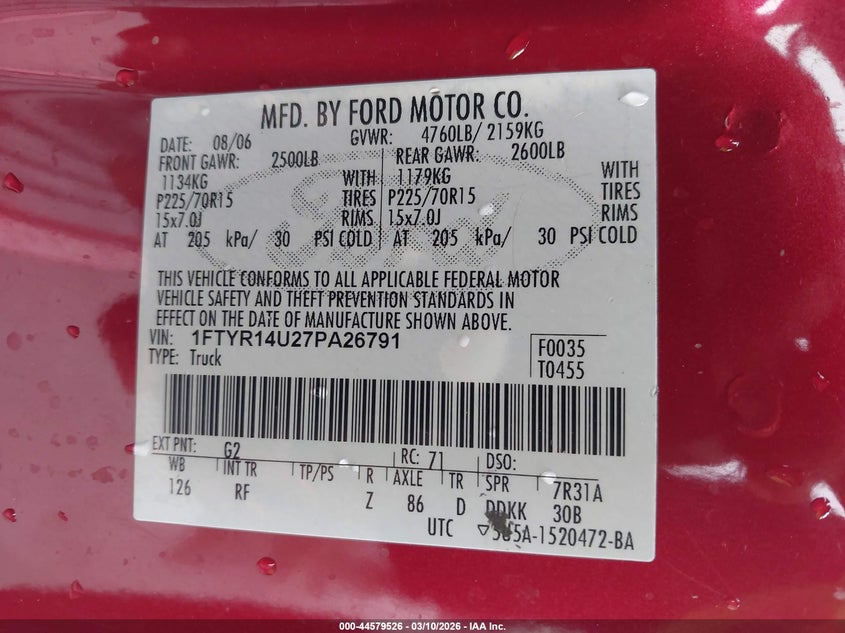 MFD. BY FORD MOTOR CO.
DATE: 08/06 GVWR: 4760LB/ 2159KG
FRONT GAWR: 2500LB REAR GAWR: 2600LB
1134KG WITH 1179KG WITH
P225/70R15 TIRES P225/70R15 TIRES
15x7.0J RIMS 15x7.0J RIMS
AT 205 kPa/ 30 PSI COLD AT 205 kPa/ 30 PSI COLD
Ford
THIS VEHICLE CONFORMS TO ALL APPLICABLE FEDERAL MOTOR
VEHICLE SAFETY AND THEFT PREVENTION STANDARDS IN
EFFECT ON THE DATE OF MANUFACTURE SHOWN ABOVE.
VIN: 1FTYR14U27PA26791
TYPE: Truck
F0035
T0455
EXT PNT: G2 RC: 71 DSO:
WB INT TR TP/PS R AXLE TR SPR 7R31A
126 RF Z 86 D DDKK 30B
UTC 5U5A-1520472-BA
000-44579526 - 03/10/2026 - IAA Inc.